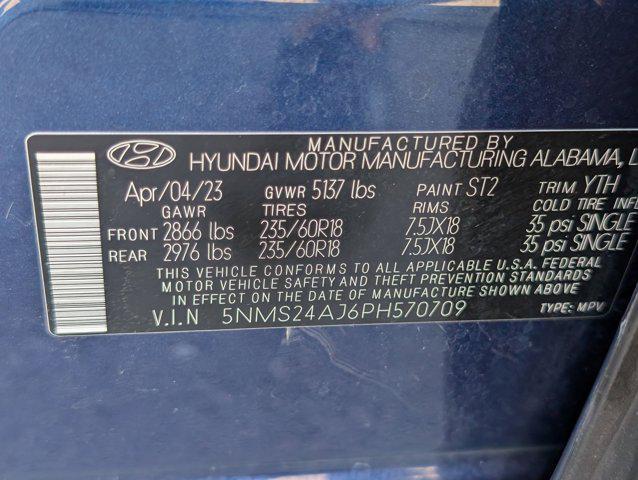 MANUFACTURED BY
HYUNDAI MOTOR MANUFACTURING ALABAMA, L
Apr/04/23 GVWR 5137 lbs PAINT ST2 TRIM YTH
GAWR TIRES RIMS COLD TIRE INFL
FRONT 2866 lbs 235/60R18 7.5JX18 35 psi SINGLE
REAR 2976 lbs 235/60R18 7.5JX18 35 psi SINGLE
THIS VEHICLE CONFORMS TO ALL APPLICABLE U.S.A. FEDERAL
MOTOR VEHICLE SAFETY AND THEFT PREVENTION STANDARDS
IN EFFECT ON THE DATE OF MANUFACTURE SHOWN ABOVE
V.I.N 5NMS24AJ6PH570709 TYPE: MPV